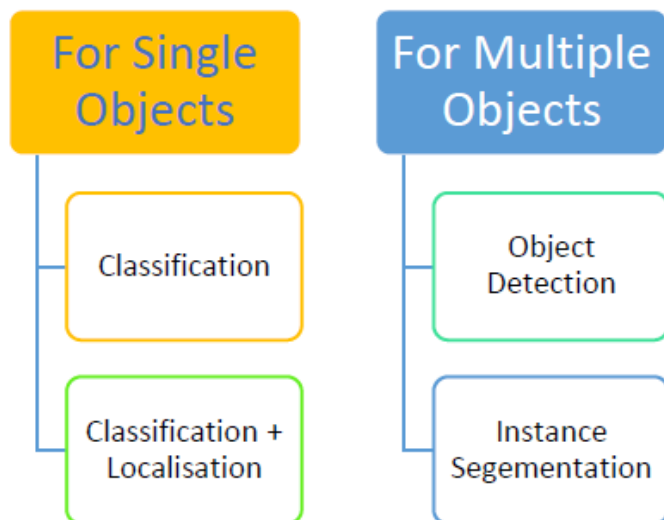 For Single
Objects
Classification
Classification +
Localisation
For Multiple
Objects
Object
Detection
Instance
Segementation